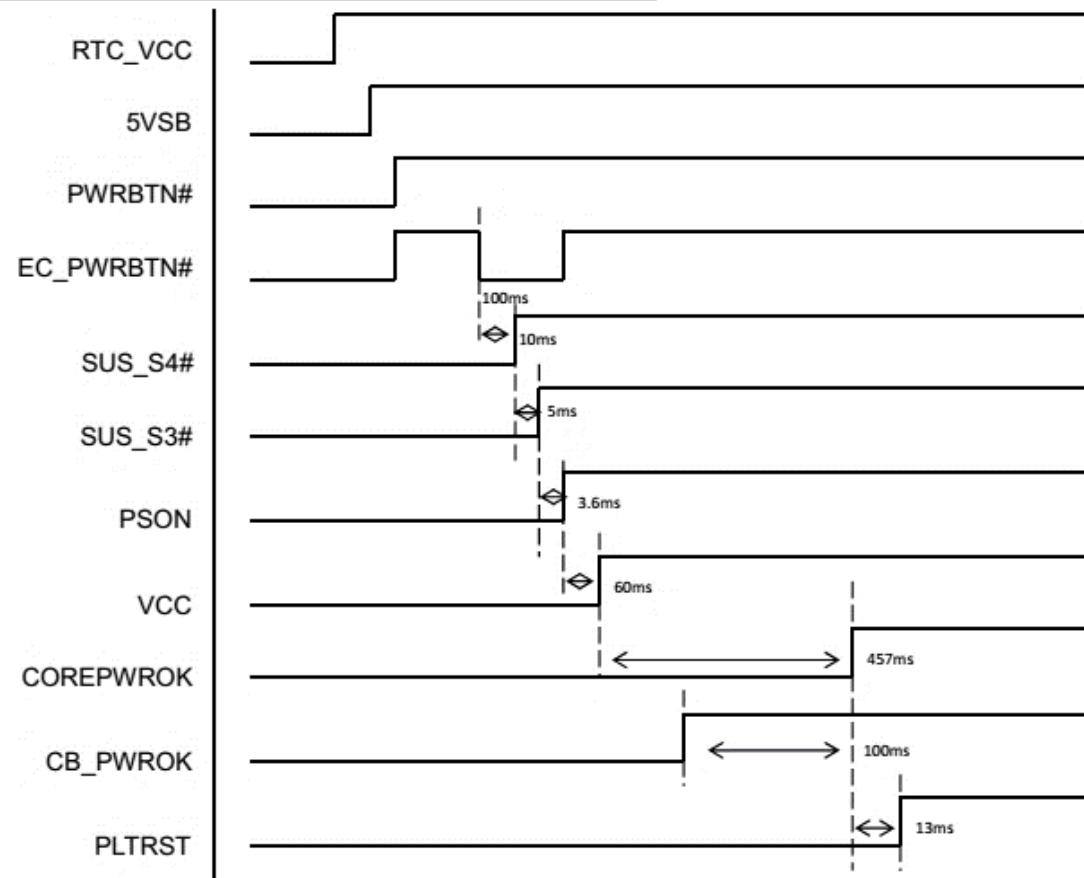 RTC_VCC
5VSB
PWRBTN#
EC_PWRBTN#
100ms
10ms
SUS_S4#
5ms
SUS_S3#
3.6ms
PSON
60ms
VCC
457ms
COREPWROK
100ms
CB_PWROK
13ms
PLTRST